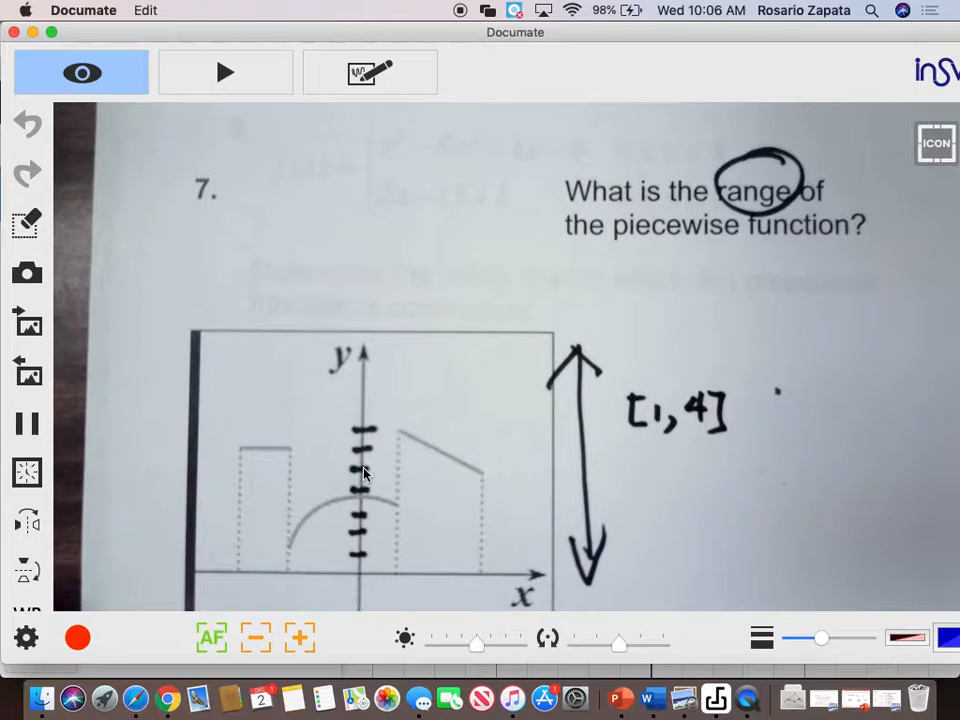 Documate Edit 98% Wed 10:06 AM Rosario Zapata
Documate
inSW
ICON
7.
What is the range of
the piecewise function?
y
[1, 4]
x
AF